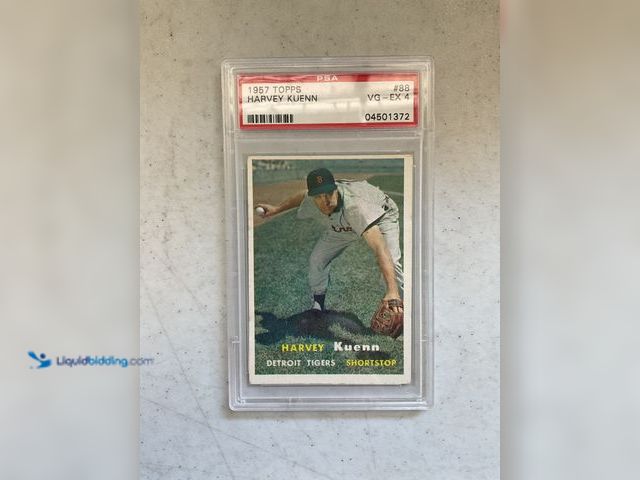 PSA
1957 TOPPS #88
HARVEY KUENN VG-EX 4
04501372
HARVEY Kuenn
DETROIT TIGERS SHORTSTOP
Liquidbidding.com